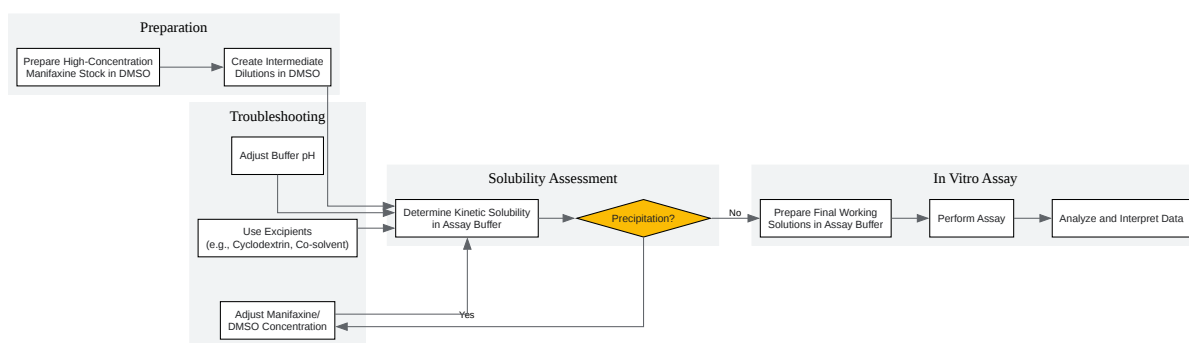 Preparation
Prepare High-Concentration
Manifaxine Stock in DMSO
Create Intermediate
Dilutions in DMSO
Troubleshooting
Adjust Buffer pH
Use Excipients
(e.g., Cyclodextrin, Co-solvent)
Adjust Manifaxine/
DMSO Concentration
Solubility Assessment
Determine Kinetic Solubility
in Assay Buffer
Precipitation?
Yes
No
In Vitro Assay
Prepare Final Working
Solutions in Assay Buffer
Perform Assay
Analyze and Interpret Data